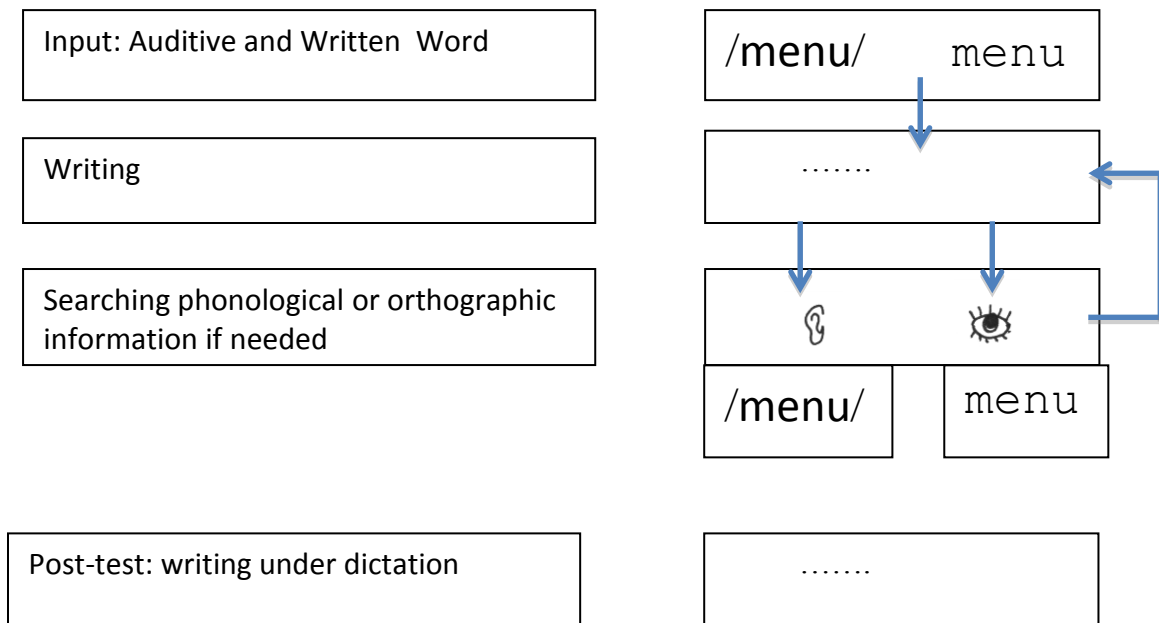 Input: Auditive and Written Word
/menu/ menu
Writing
.......
Searching phonological or orthographic
information if needed
/menu/ menu
Post-test: writing under dictation
.......